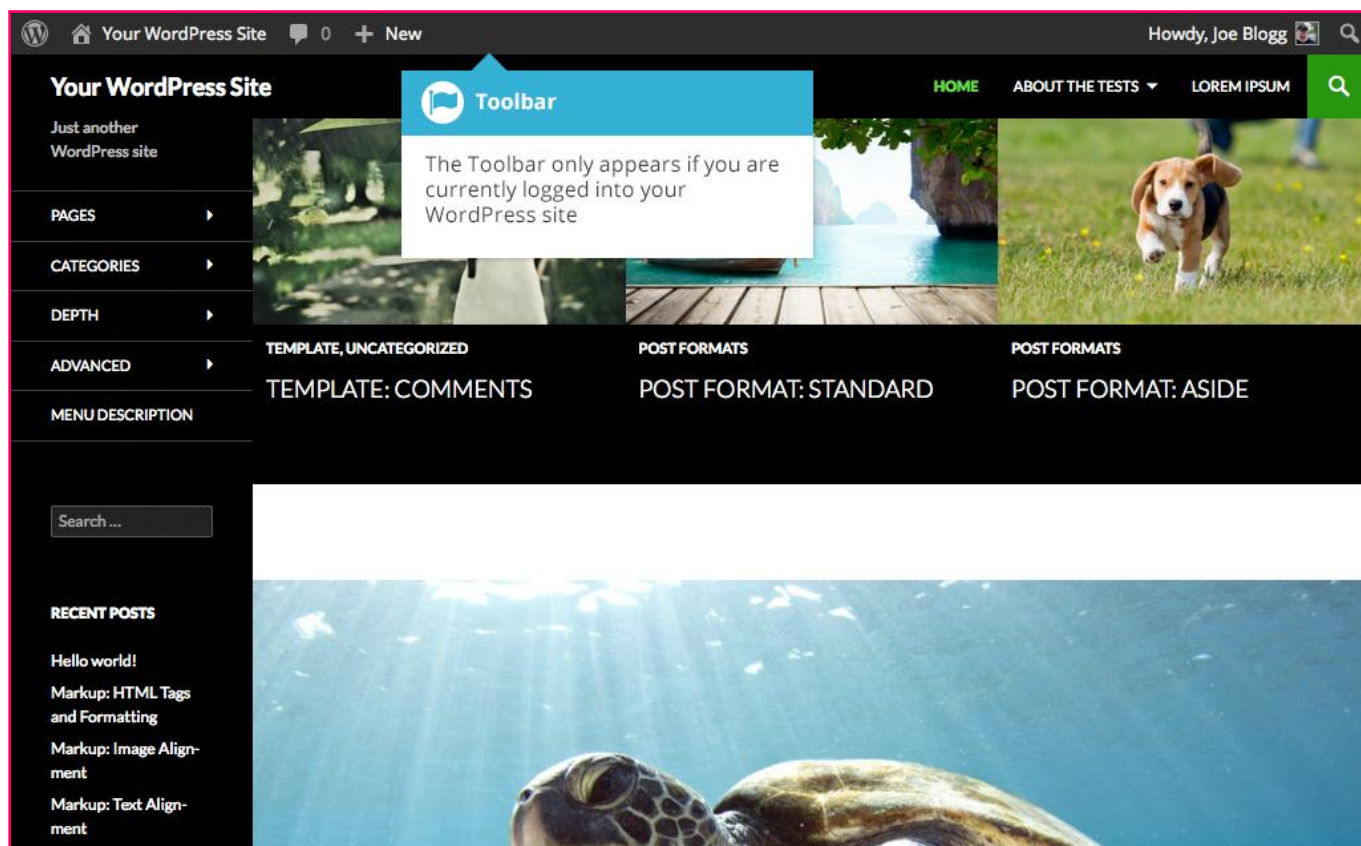 Your WordPress Site 0 + New Howdy, Joe Blogg
Your WordPress Site
HOME ABOUT THE TESTS LOREM IPSUM
Just another
WordPress site
Toolbar
The Toolbar only appears if you are
currently logged into your
WordPress site
PAGES
CATEGORIES
DEPTH
ADVANCED
MENU DESCRIPTION
TEMPLATE, UNCATEGORIZED
TEMPLATE: COMMENTS
POST FORMATS
POST FORMAT: STANDARD
POST FORMATS
POST FORMAT: ASIDE
Search ...
RECENT POSTS
Hello world!
Markup: HTML Tags
and Formatting
Markup: Image Align-
ment
Markup: Text Align-
ment